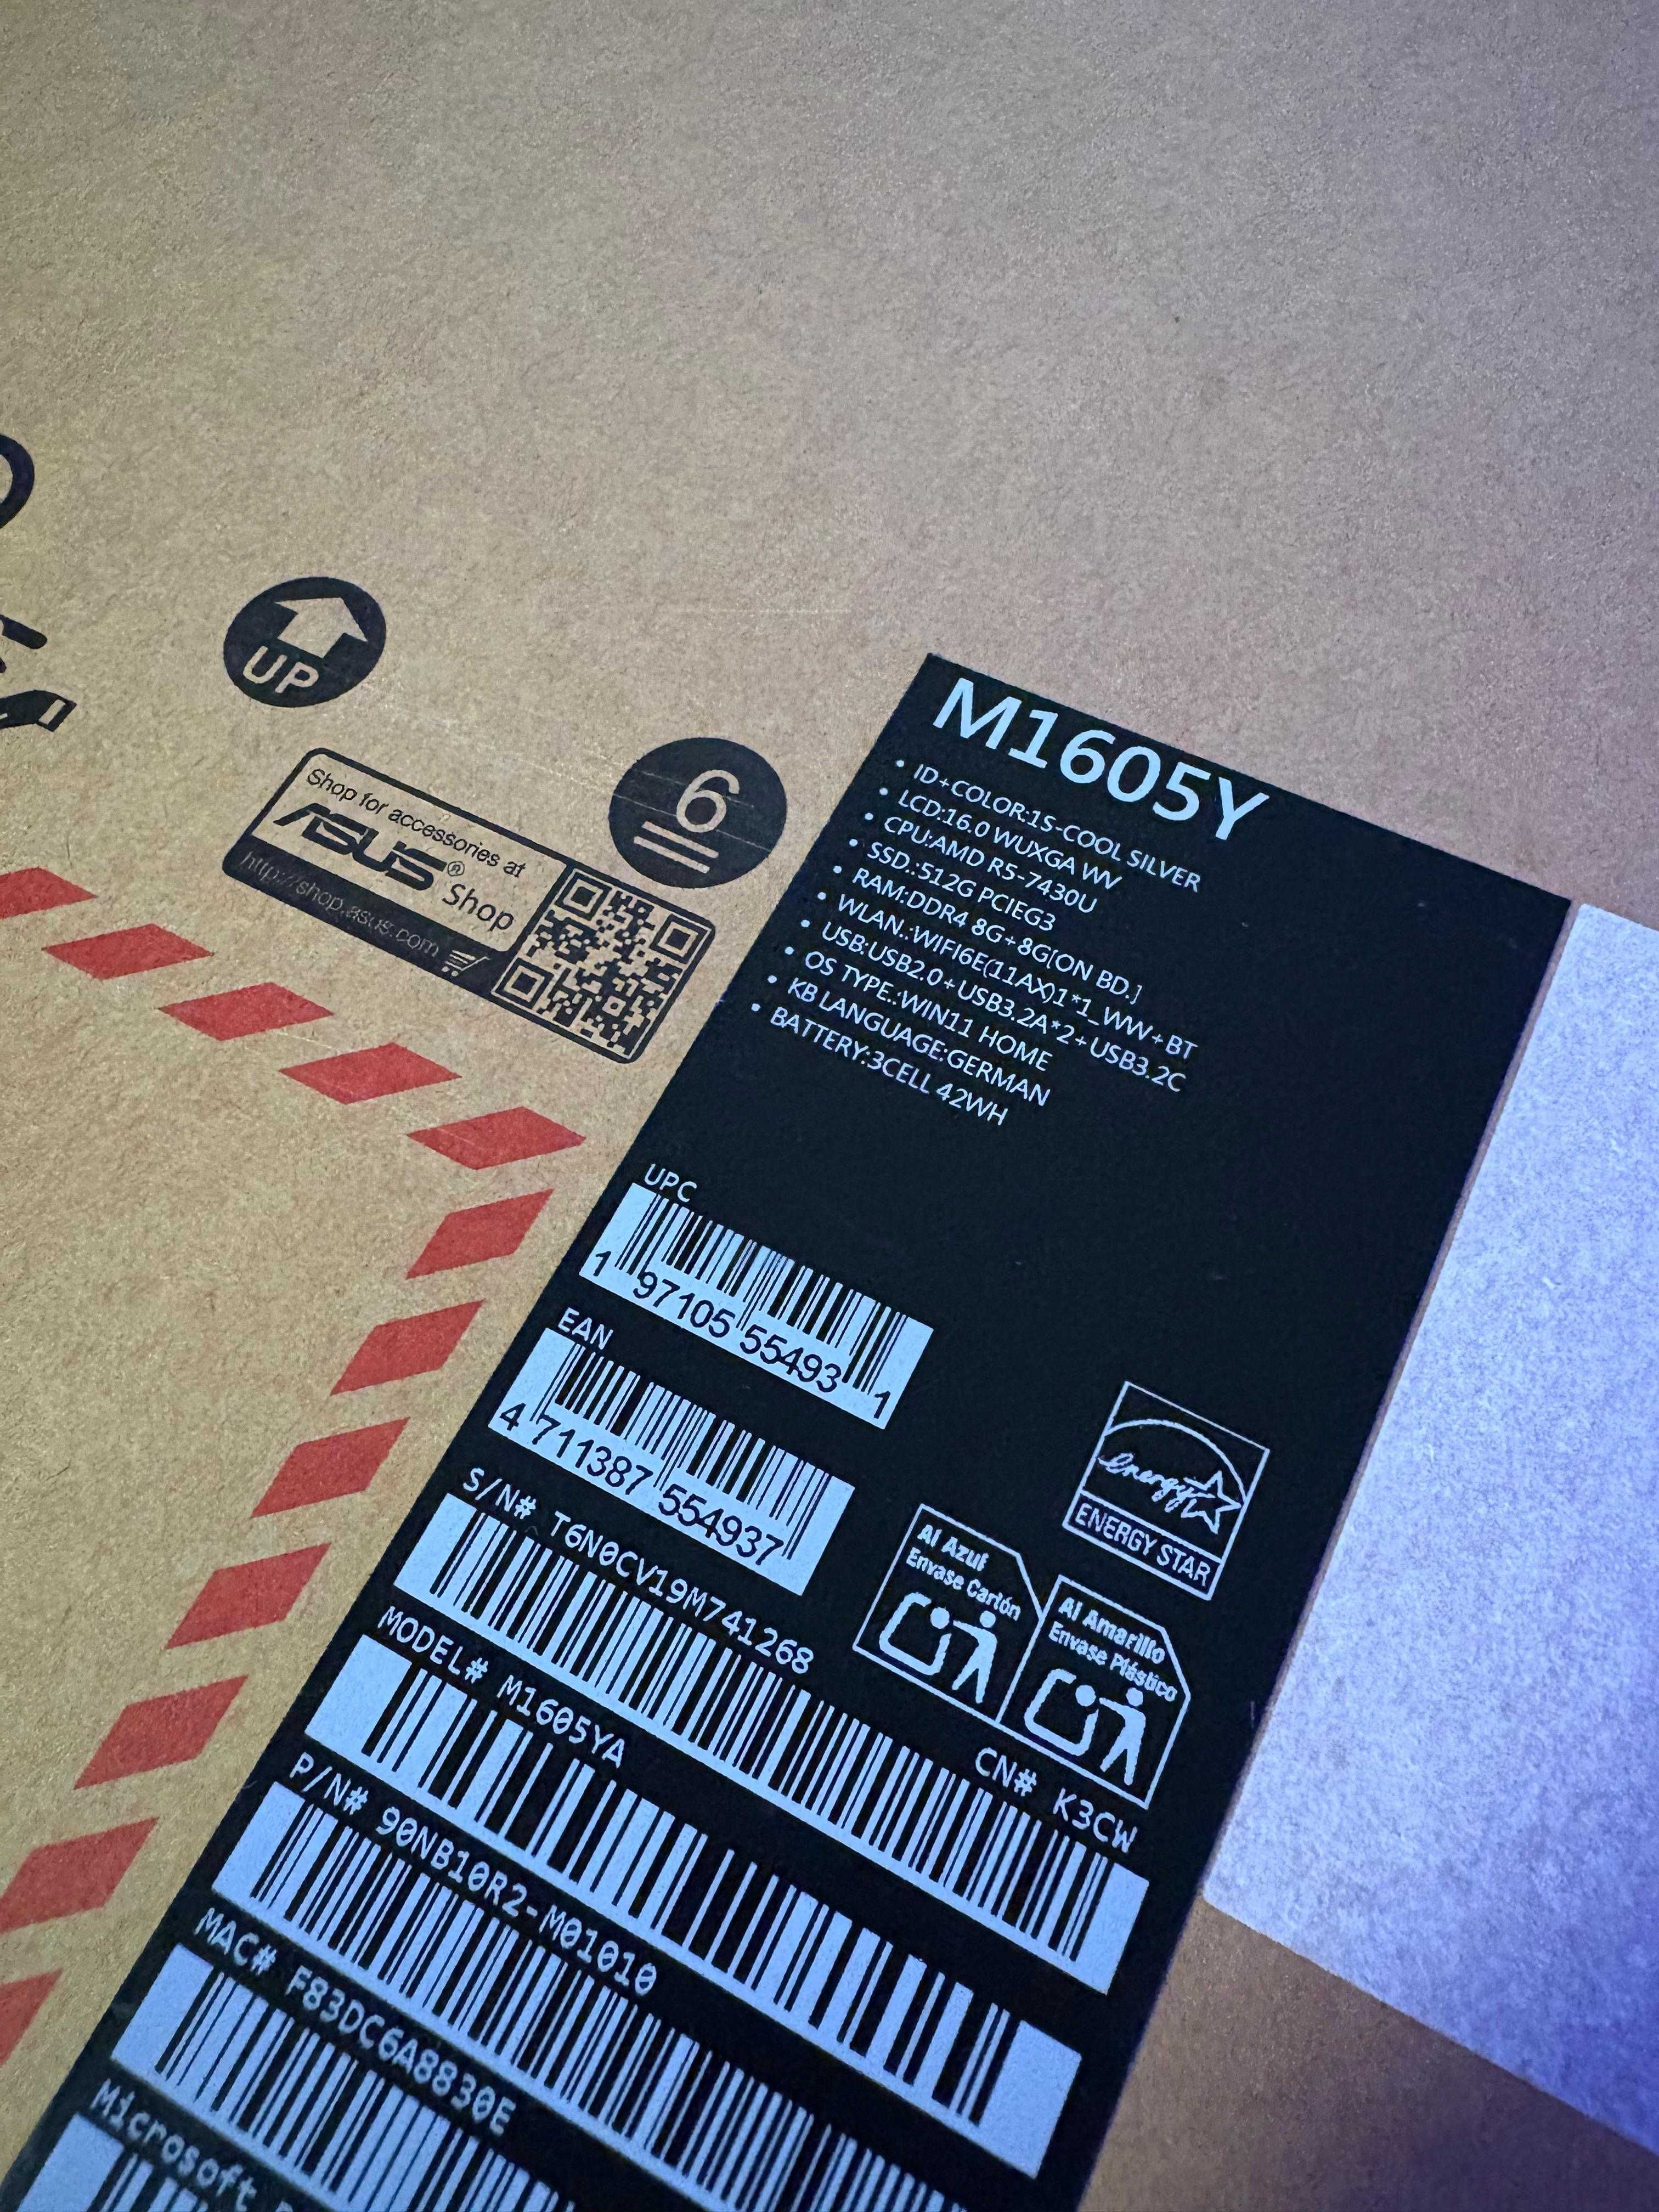 UP
6
Shop for accessories at
ASUS® Shop
http://shop.asus.com
M1605Y
• ID+COLOR:1S-COOL SILVER
• LCD:16.0 WUXGA WV
• CPU:AMD R5-7430U
• SSD.:512G PCIEG3
• RAM:DDR4 8G+8G[ON BD.]
• WLAN.:WIFI6E(11AX)1*1_WW+BT
• USB:USB2.0+USB3.2A*2+USB3.2C
• OS TYPE.:WIN11 HOME
• KB LANGUAGE:GERMAN
• BATTERY:3CELL 42WH
UPC
1 97105 55493 1
EAN
4 711387 554937
energy
ENERGY STAR
Al Azul
Envase Cartón
Al Amarillo
Envase Plástico
S/N# T6N0CV19M741268
CN# K3CW
MODEL# M1605YA
P/N# 90NB10R2-M01010
MAC# F83DC6A8830E
Microsoft